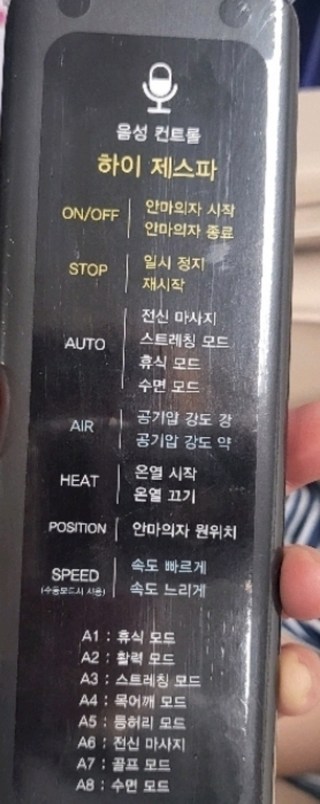 음성 컨트롤
하이 제스파
ON/OFF 안마의자 시작
안마의자 종료
STOP 일시 정지
재시작
AUTO 전신 마사지
스트레칭 모드
휴식 모드
수면 모드
AIR 공기압 강도 강
공기압 강도 약
HEAT 온열 시작
온열 끄기
POSITION 안마의자 원위치
SPEED 속도 빠르게
(수동모드시 사용) 속도 느리게
A1 : 휴식 모드
A2 : 활력 모드
A3 : 스트레칭 모드
A4 : 목어깨 모드
A5 : 등허리 모드
A6 : 전신 마사지
A7 : 골프 모드
A8 : 수면 모드